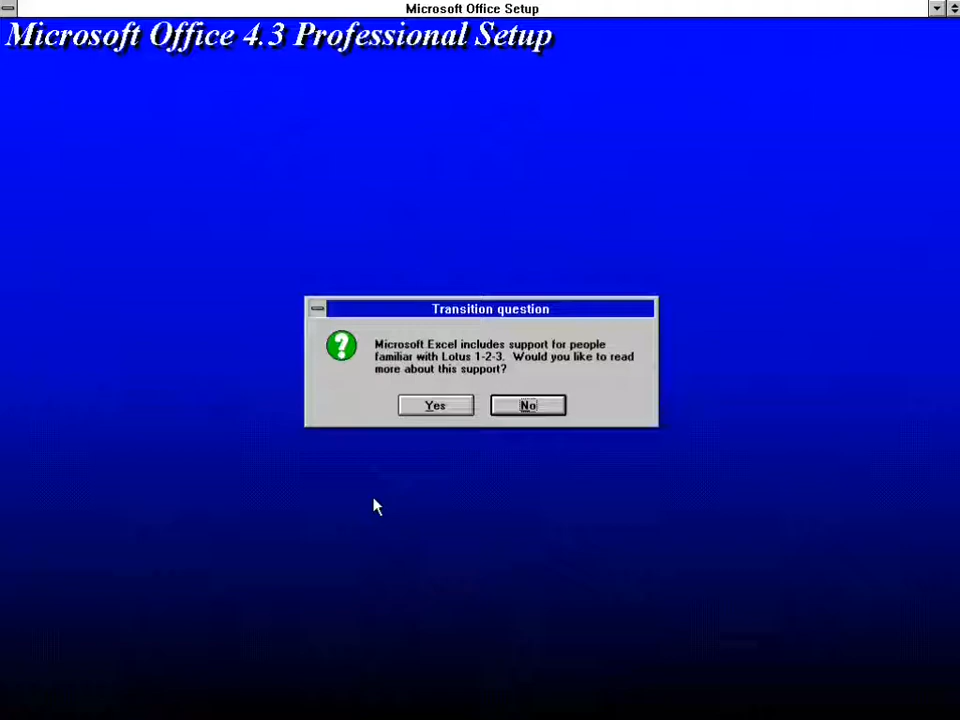 Microsoft Office Setup
Microsoft Office 4.3 Professional Setup
Transition question
Microsoft Excel includes support for people
familiar with Lotus 1-2-3. Would you like to read
more about this support?
Yes
No